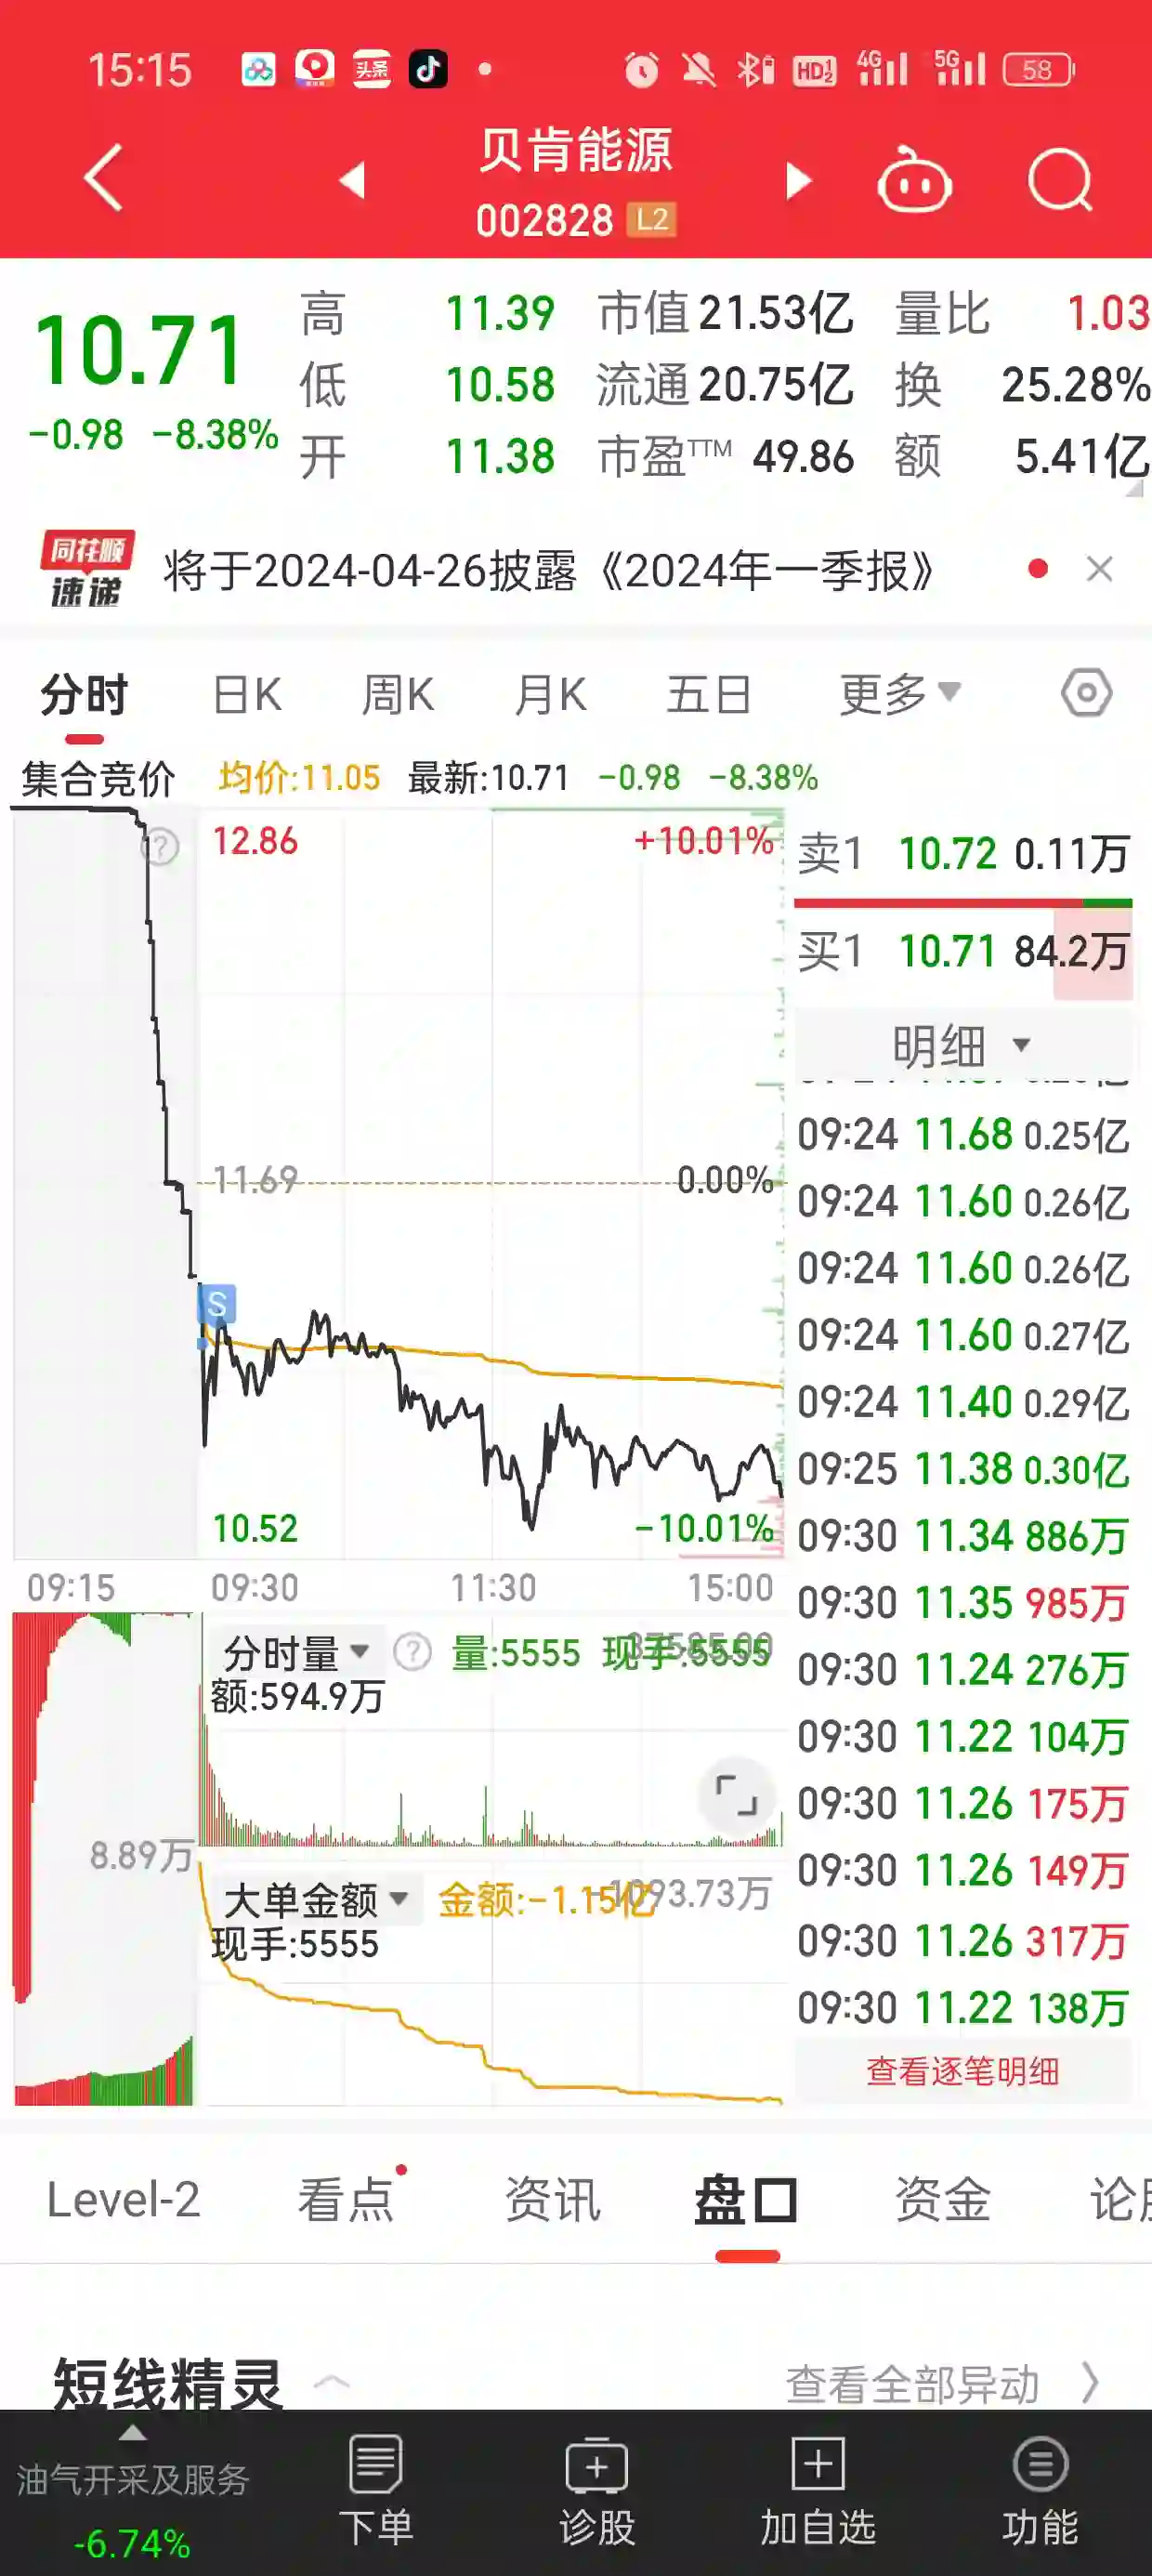 15:15 头条 HD 1 2 4G 5G 58
贝肯能源
002828 L2
10.71
-0.98 -8.38%
高 11.39 市值 21.53亿 量比 1.03
低 10.58 流通 20.75亿 换 25.28%
开 11.38 市盈TTM 49.86 额 5.41亿
同花顺
速递
将于2024-04-26披露《2024年一季报》
分时 日K 周K 月K 五日 更多
集合竞价 均价:11.05 最新:10.71 -0.98 -8.38%
12.86 +10.01%
11.69 0.00%
S
10.52 -10.01%
09:15 09:30 11:30 15:00
卖1 10.72 0.11万
买1 10.71 84.2万
明细
09:24 11.68 0.25亿
09:24 11.60 0.26亿
09:24 11.60 0.26亿
09:24 11.60 0.27亿
09:24 11.40 0.29亿
09:25 11.38 0.30亿
09:30 11.34 886万
09:30 11.35 985万
09:30 11.24 276万
09:30 11.22 104万
09:30 11.26 175万
09:30 11.26 149万
09:30 11.26 317万
09:30 11.22 138万
查看逐笔明细
分时量 ? 量:5555 现手:5555
额:594.9万
8.89万
大单金额 金额:-1.15亿
现手:5555
Level-2 看点 资讯 盘口 资金
短线精灵 查看全部异动
油气开采及服务
-6.74%
下单 诊股 加自选 功能